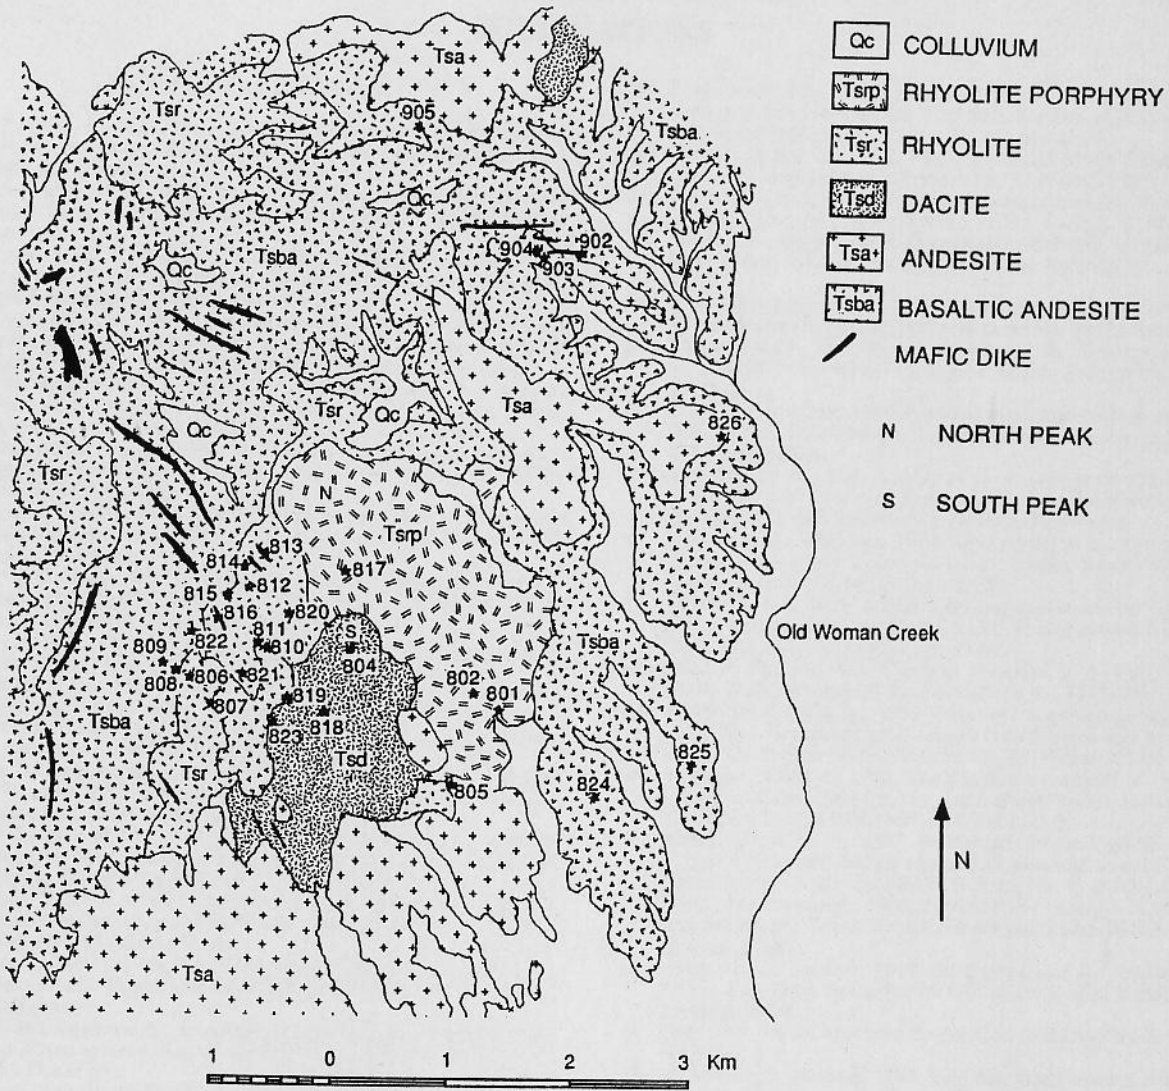 Qc COLLUVIUM
Tsrp RHYOLITE PORPHYRY
Tsr RHYOLITE
Tsd DACITE
Tsa+ ANDESITE
Tsba BASALTIC ANDESITE
MAFIC DIKE
N NORTH PEAK
S SOUTH PEAK
Tsa
Tsr
905
Tsba
Qc
904
902
903
Qc
Tsba
Tsr
Tsa
Qc
826
Qc
Tsr
N
Tsrp
813
814
817
812
815
816
820
Tsba
Old Woman Creek
811
822
S
809
810
804
808
806
821
802
801
819
807
818
Tsba
823
Tsd
825
Tsr
805
824
N
Tsa
1 0 1 2 3 Km